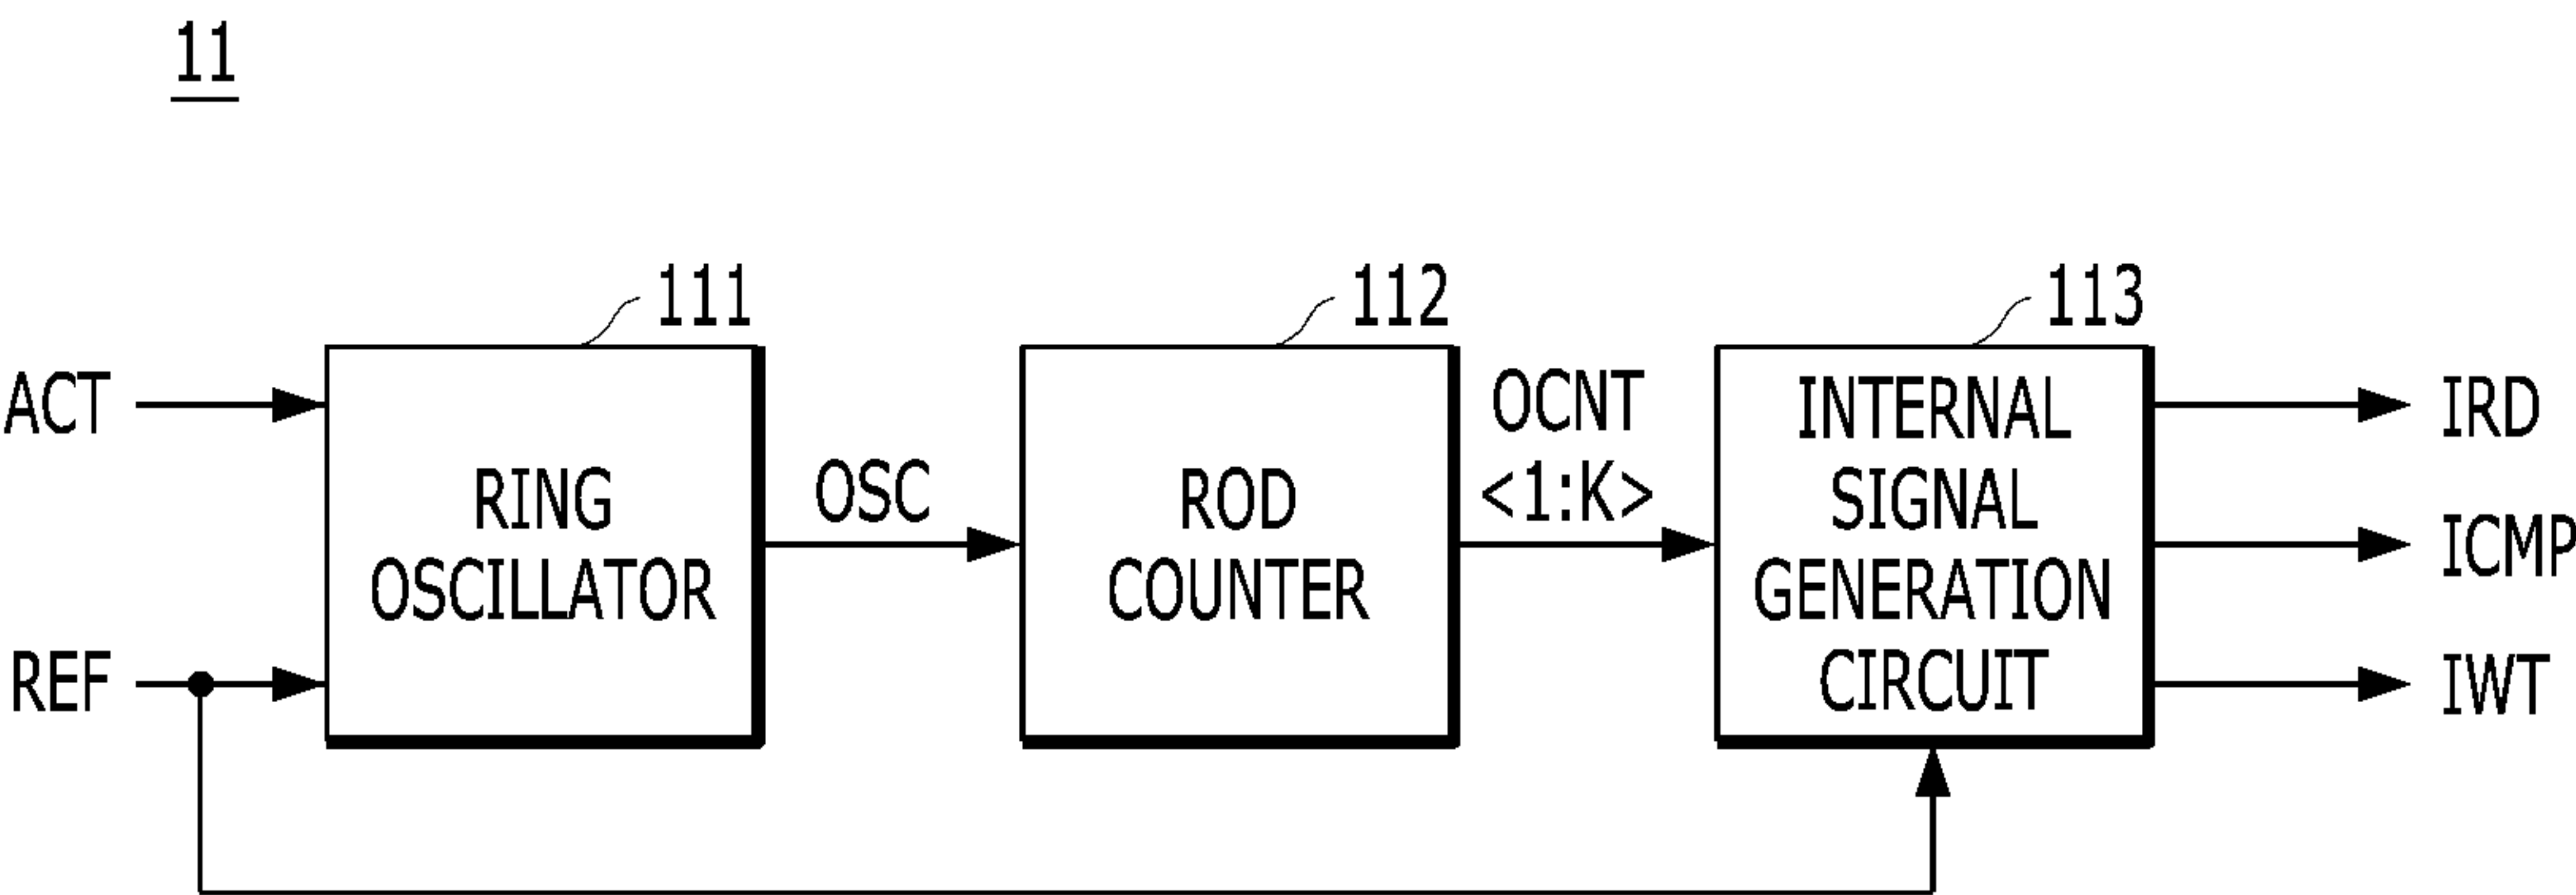 11
111
112
113
ACT
REF
RING
OSCILLATOR
OSC
ROD
COUNTER
OCNT
<1:K>
INTERNAL
SIGNAL
GENERATION
CIRCUIT
IRD
ICMP
IWT